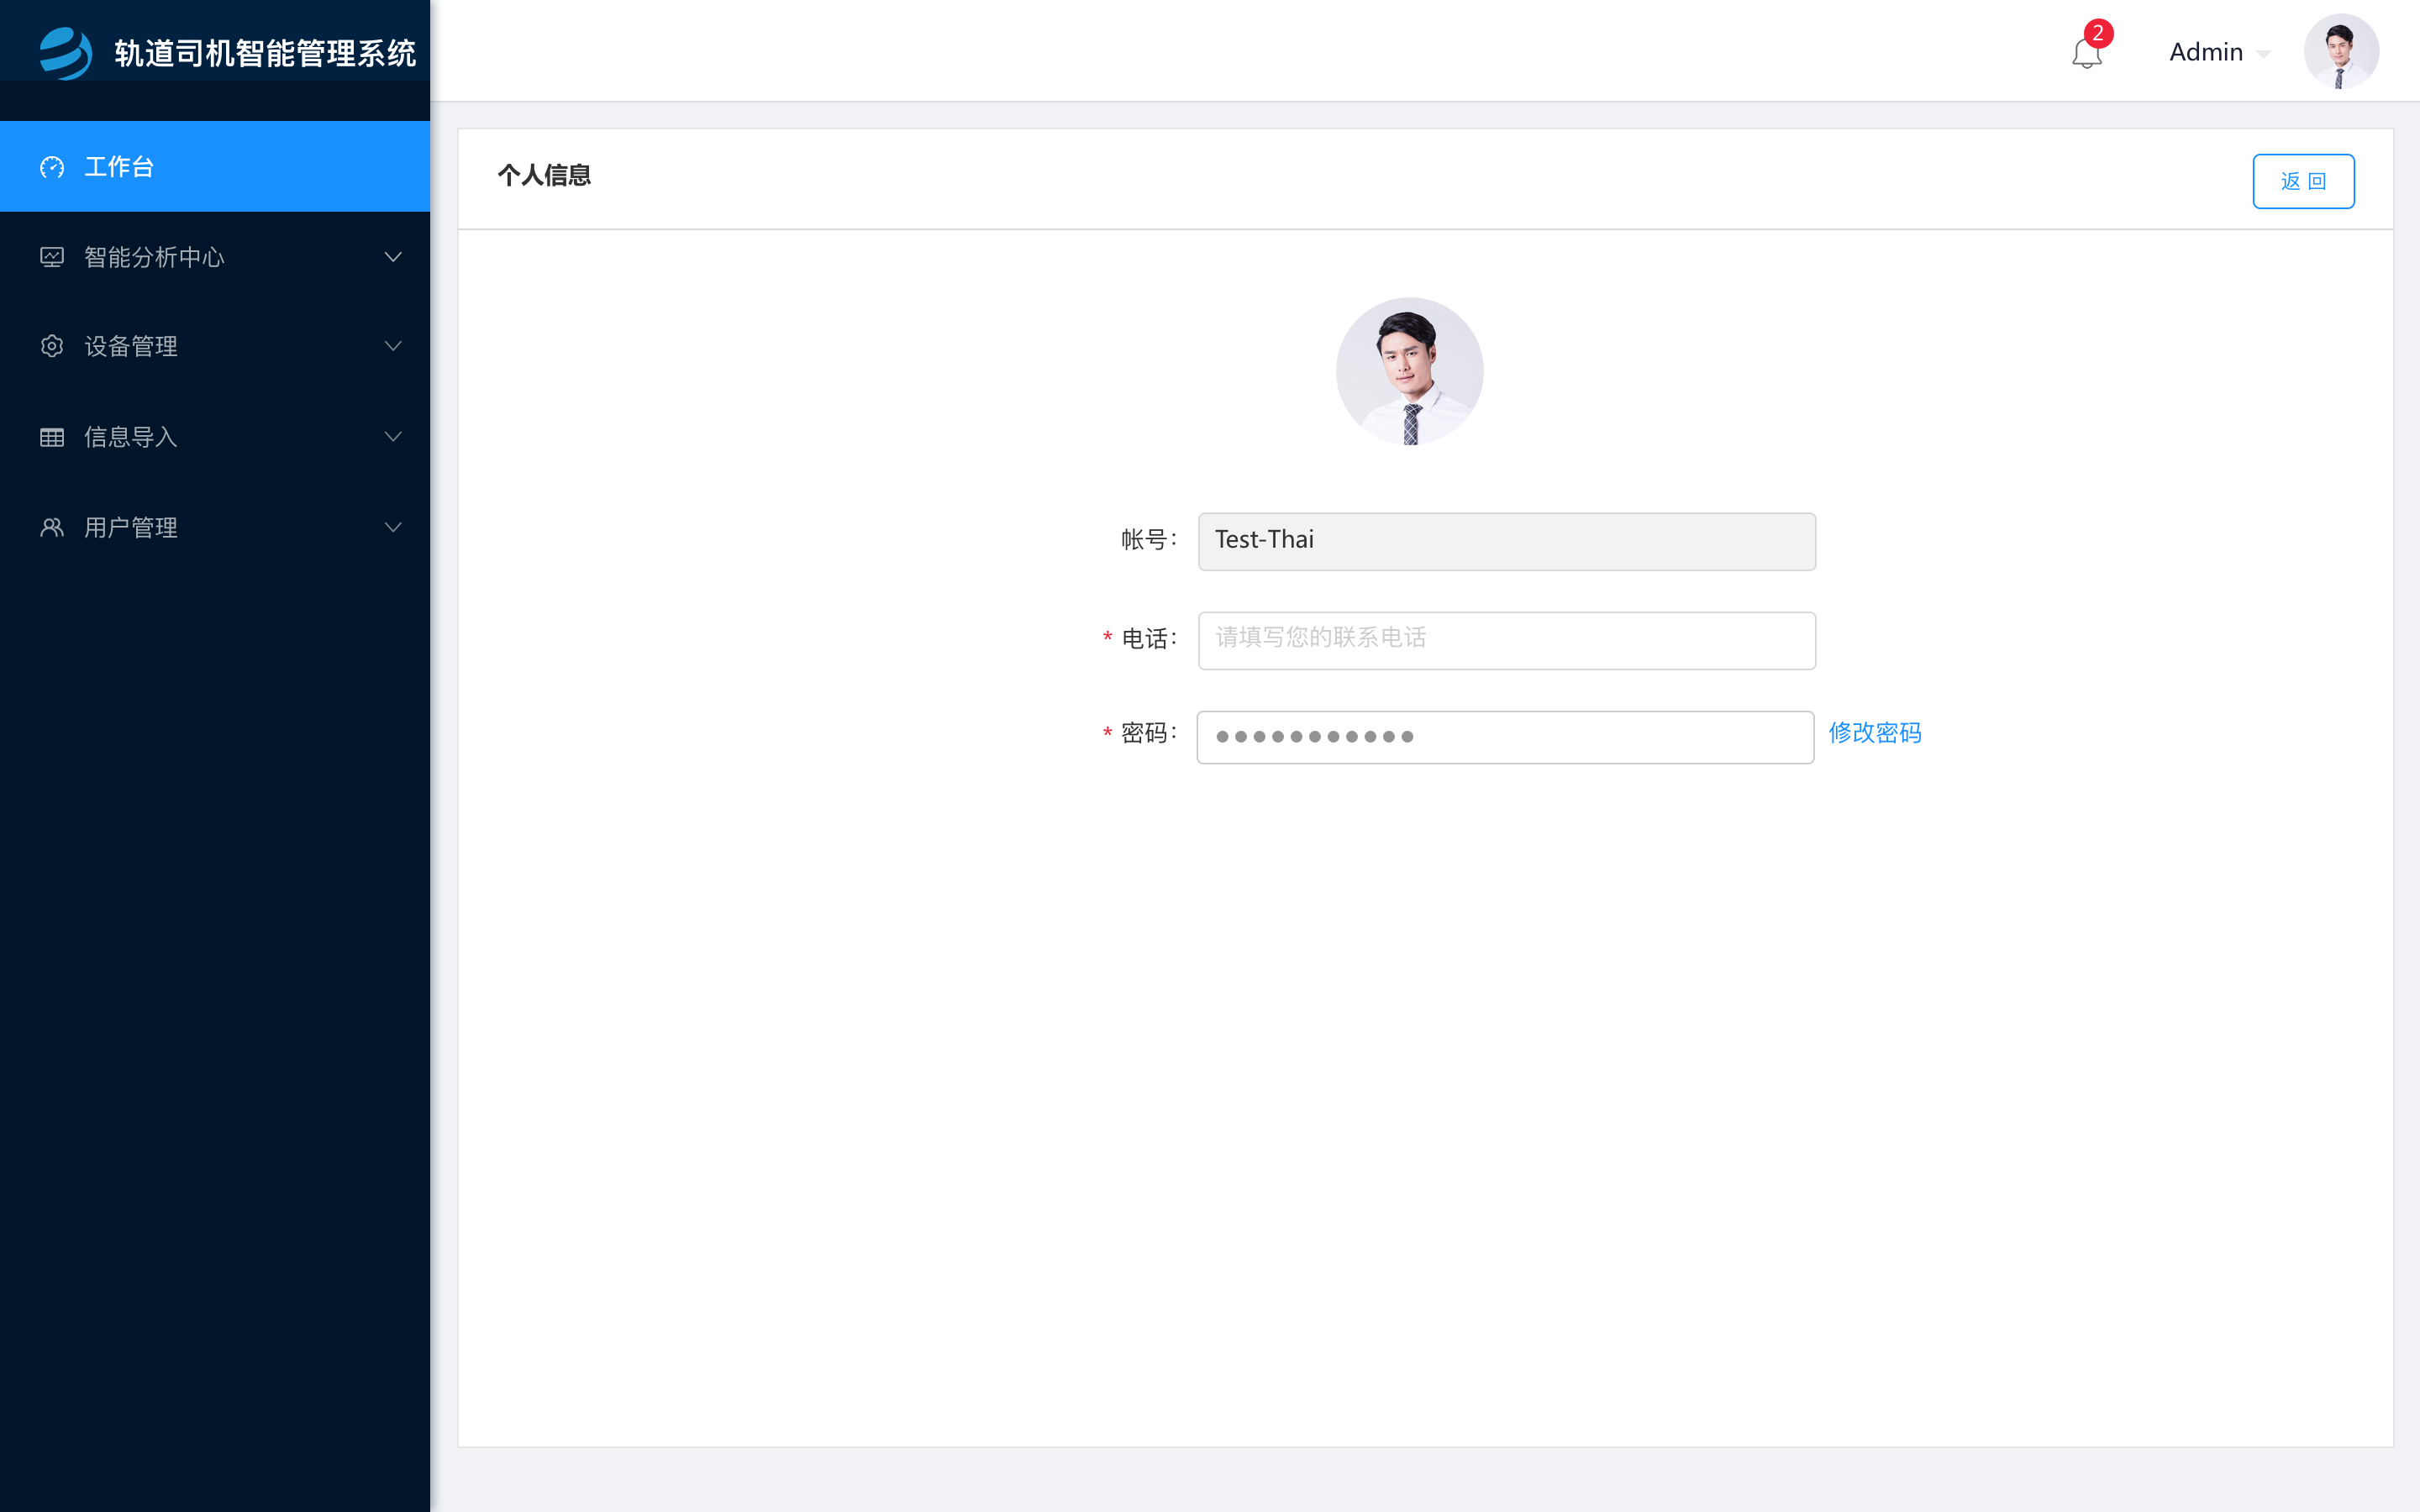 轨道司机智能管理系统
2
Admin
工作台
智能分析中心
设备管理
信息导入
用户管理
个人信息
返回
帐号：
Test-Thai
* 电话：
请填写您的联系电话
* 密码：
修改密码